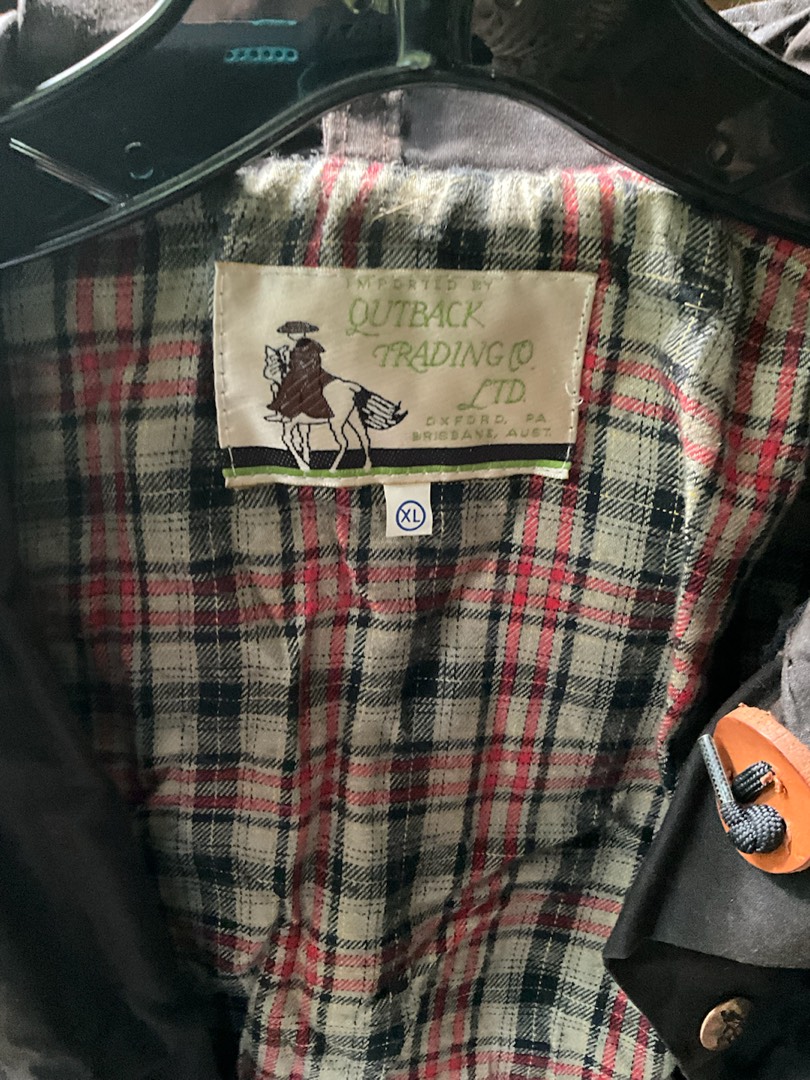 IMPORTED BY
OUTBACK
TRADING CO.
LTD.
OXFORD, PA
BRISBANE, AUST.
XL